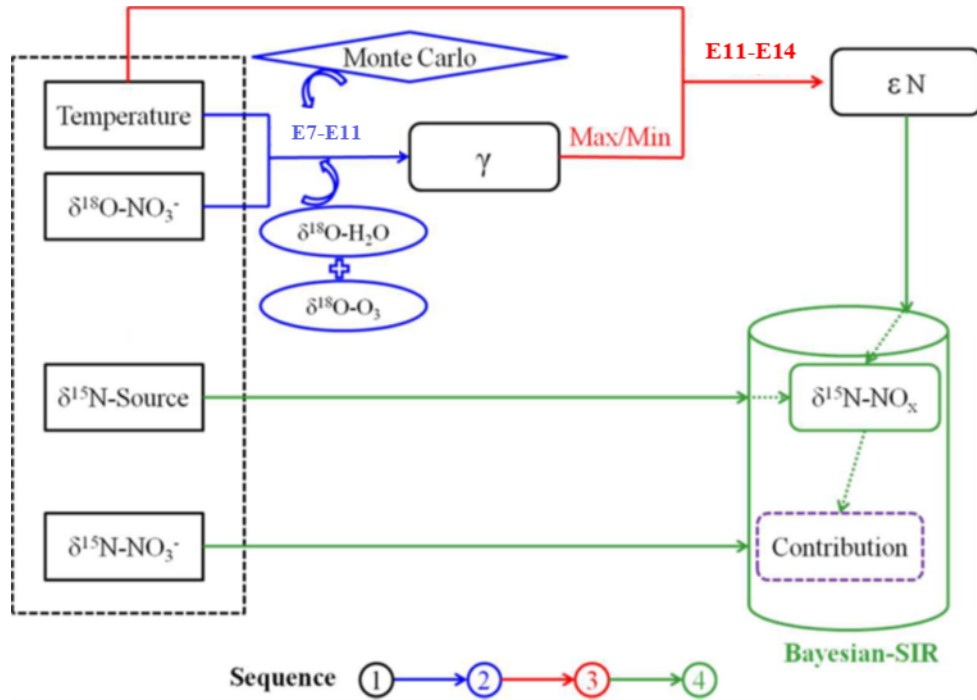 Monte Carlo
E11-E14
Temperature
E7-E11
γ
Max/Min
ε N
δ¹⁸O-NO₃⁻
δ¹⁸O-H₂O
δ¹⁸O-O₃
δ¹⁵N-Source
δ¹⁵N-NOₓ
δ¹⁵N-NO₃⁻
Contribution
Bayesian-SIR
Sequence 1 2 3 4